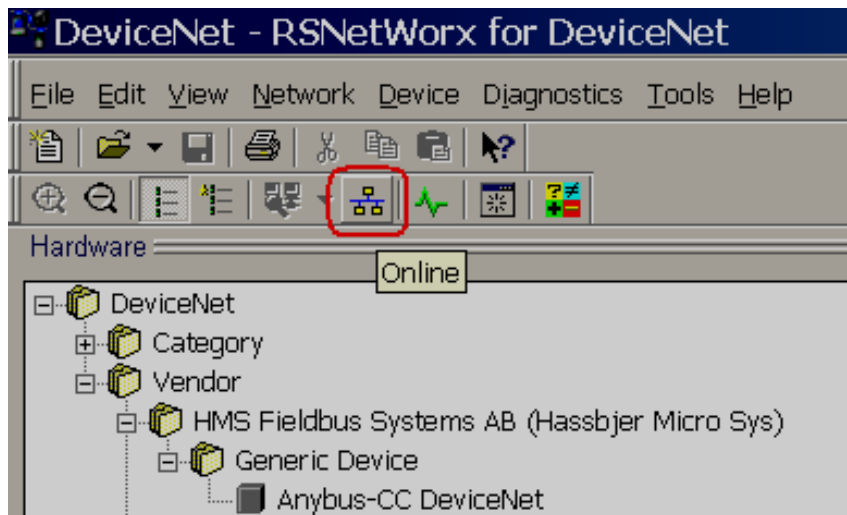 DeviceNet - RSNetWorx for DeviceNet
File Edit View Network Device Diagnostics Tools Help
Hardware
Online
DeviceNet
Category
Vendor
HMS Fieldbus Systems AB (Hassbjer Micro Sys)
Generic Device
Anybus-CC DeviceNet